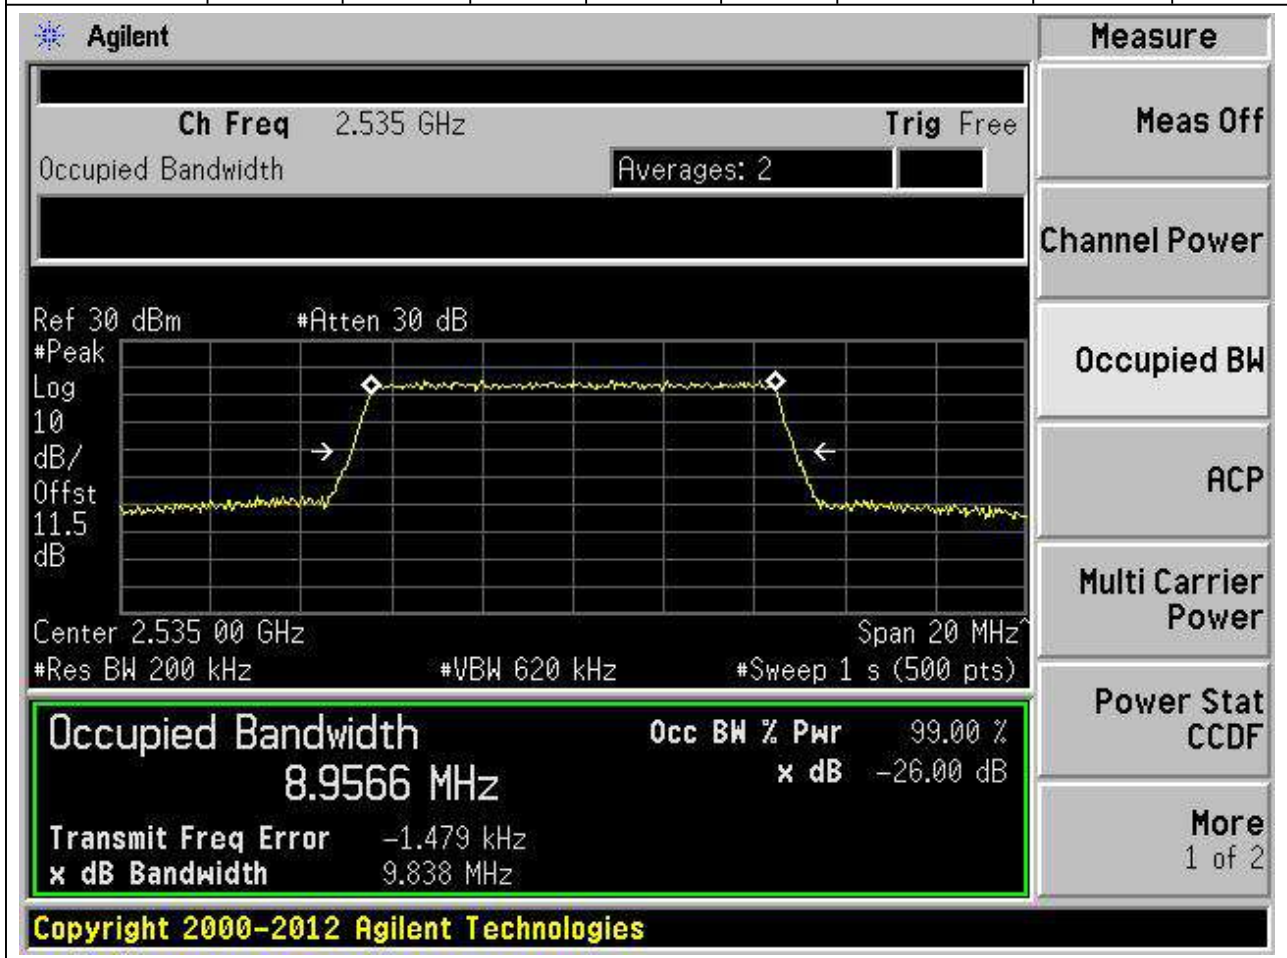 Agilent
Measure
Ch Freq 2.535 GHz Trig Free
Occupied Bandwidth Averages: 2
Meas Off
Channel Power
Occupied BW
ACP
Multi Carrier
Power
Power Stat
CCDF
More
1 of 2
Ref 30 dBm #Atten 30 dB
#Peak
Log
10
dB/
Offst
11.5
dB
Center 2.535 00 GHz Span 20 MHz^
#Res BW 200 kHz #VBW 620 kHz #Sweep 1 s (500 pts)
Occupied Bandwidth Occ BW % Pwr 99.00 %
8.9566 MHz x dB -26.00 dB
Transmit Freq Error -1.479 kHz
x dB Bandwidth 9.838 MHz
Copyright 2000-2012 Agilent Technologies